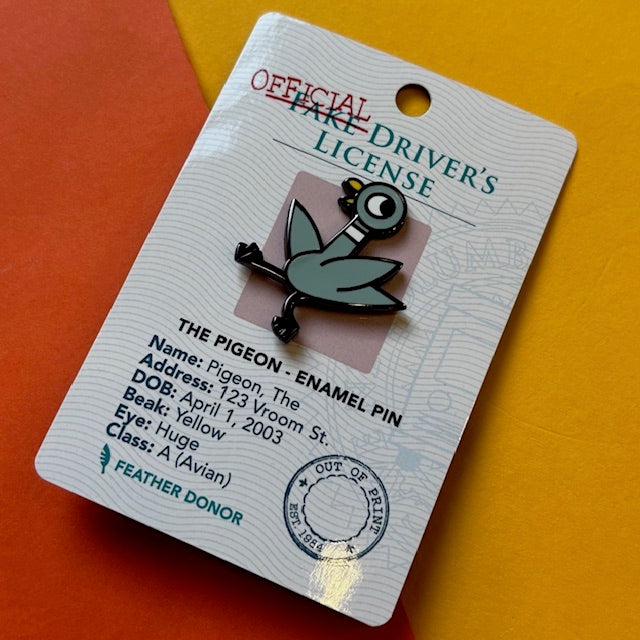 OFFICIAL
FAKE DRIVER'S
LICENSE
THE PIGEON - ENAMEL PIN
Name: Pigeon, The
Address: 123 Vroom St.
DOB: April 1, 2003
Beak: Yellow
Eye: Huge
Class: A (Avian)
FEATHER DONOR
OUT OF PRINT
EST. 1984